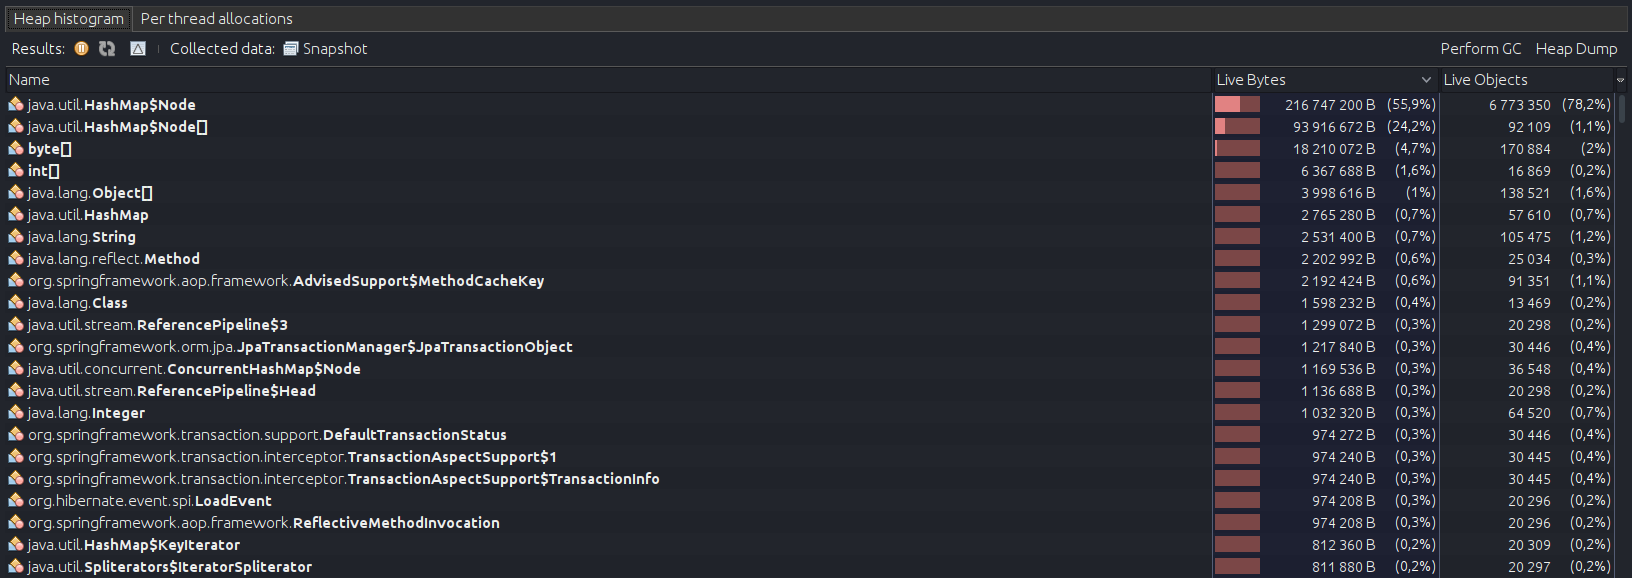 Heap histogram Per thread allocations
Results: Collected data: Snapshot Perform GC Heap Dump
Name Live Bytes Live Objects
java.util.HashMap$Node 216 747 200 B (55,9%) 6 773 350 (78,2%)
java.util.HashMap$Node[] 93 916 672 B (24,2%) 92 109 (1,1%)
byte[] 18 210 072 B (4,7%) 170 884 (2%)
int[] 6 367 688 B (1,6%) 16 869 (0,2%)
java.lang.Object[] 3 998 616 B (1%) 138 521 (1,6%)
java.util.HashMap 2 765 280 B (0,7%) 57 610 (0,7%)
java.lang.String 2 531 400 B (0,7%) 105 475 (1,2%)
java.lang.reflect.Method 2 202 992 B (0,6%) 25 034 (0,3%)
org.springframework.aop.framework.AdvisedSupport$MethodCacheKey 2 192 424 B (0,6%) 91 351 (1,1%)
java.lang.Class 1 598 232 B (0,4%) 13 469 (0,2%)
java.util.stream.ReferencePipeline$3 1 299 072 B (0,3%) 20 298 (0,2%)
org.springframework.orm.jpa.JpaTransactionManager$JpaTransactionObject 1 217 840 B (0,3%) 30 446 (0,4%)
java.util.concurrent.ConcurrentHashMap$Node 1 169 536 B (0,3%) 36 548 (0,4%)
java.util.stream.ReferencePipeline$Head 1 136 688 B (0,3%) 20 298 (0,2%)
java.lang.Integer 1 032 320 B (0,3%) 64 520 (0,7%)
org.springframework.transaction.support.DefaultTransactionStatus 974 272 B (0,3%) 30 446 (0,4%)
org.springframework.transaction.interceptor.TransactionAspectSupport$1 974 240 B (0,3%) 30 445 (0,4%)
org.springframework.transaction.interceptor.TransactionAspectSupport$TransactionInfo 974 240 B (0,3%) 30 445 (0,4%)
org.hibernate.event.spi.LoadEvent 974 208 B (0,3%) 20 296 (0,2%)
org.springframework.aop.framework.ReflectiveMethodInvocation 974 208 B (0,3%) 20 296 (0,2%)
java.util.HashMap$KeyIterator 812 360 B (0,2%) 20 309 (0,2%)
java.util.Spliterators$IteratorSpliterator 811 880 B (0,2%) 20 297 (0,2%)